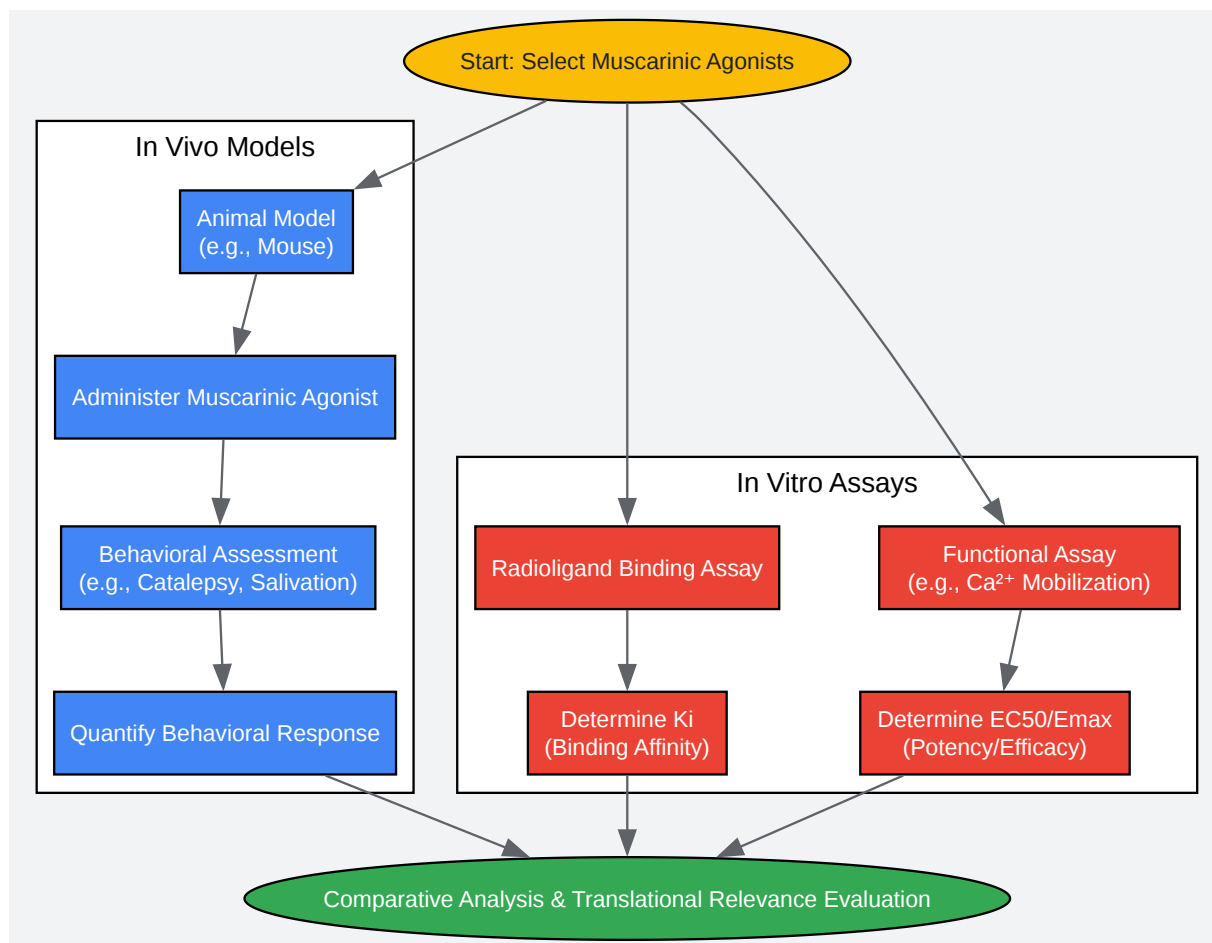 Start: Select Muscarinic Agonists
In Vivo Models
Animal Model
(e.g., Mouse)
Administer Muscarinic Agonist
Behavioral Assessment
(e.g., Catalepsy, Salivation)
Quantify Behavioral Response
In Vitro Assays
Radioligand Binding Assay
Determine Ki
(Binding Affinity)
Functional Assay
(e.g., Ca²⁺ Mobilization)
Determine EC50/Emax
(Potency/Efficacy)
Comparative Analysis & Translational Relevance Evaluation